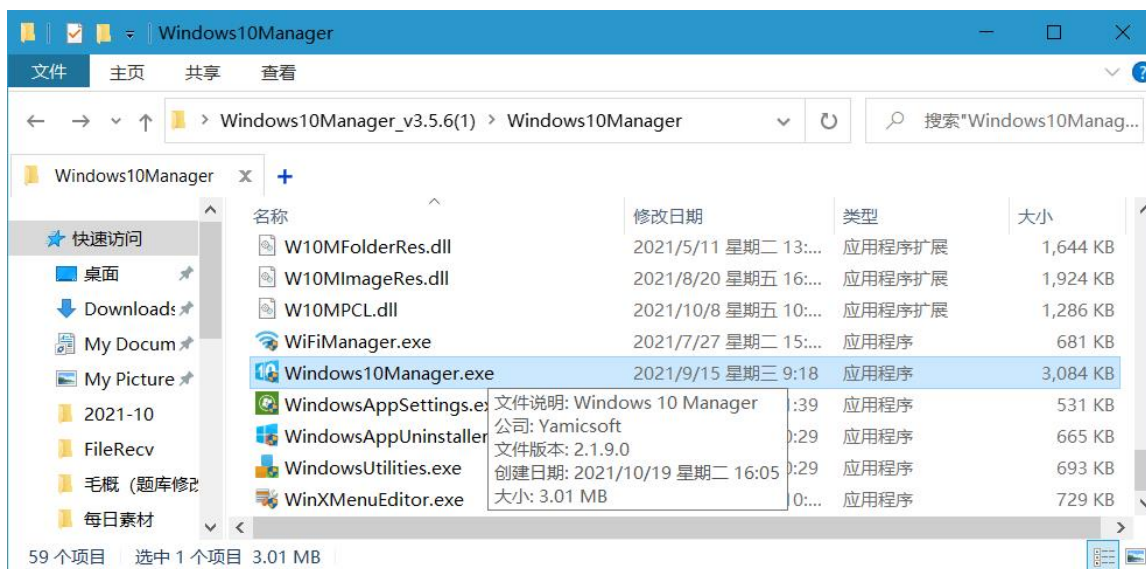 Windows10Manager
文件 主页 共享 查看
Windows10Manager_v3.5.6(1) > Windows10Manager 搜索"Windows10Manag...
Windows10Manager
名称 修改日期 类型 大小
快速访问
桌面
Downloads
My Docum
My Picture
2021-10
FileRecv
毛概（题库修改
每日素材
W10MFolderRes.dll 2021/5/11 星期二 13:... 应用程序扩展 1,644 KB
W10MImageRes.dll 2021/8/20 星期五 16:... 应用程序扩展 1,924 KB
W10MPCL.dll 2021/10/8 星期五 10:... 应用程序扩展 1,286 KB
WiFiManager.exe 2021/7/27 星期二 15:... 应用程序 681 KB
Windows10Manager.exe 2021/9/15 星期三 9:18 应用程序 3,084 KB
WindowsAppSettings.e :39 应用程序 531 KB
WindowsAppUninstaller :29 应用程序 665 KB
WindowsUtilities.exe :29 应用程序 693 KB
WinXMenuEditor.exe 0:... 应用程序 729 KB
文件说明: Windows 10 Manager
公司: Yamicsoft
文件版本: 2.1.9.0
创建日期: 2021/10/19 星期二 16:05
大小: 3.01 MB
59 个项目 选中 1 个项目 3.01 MB